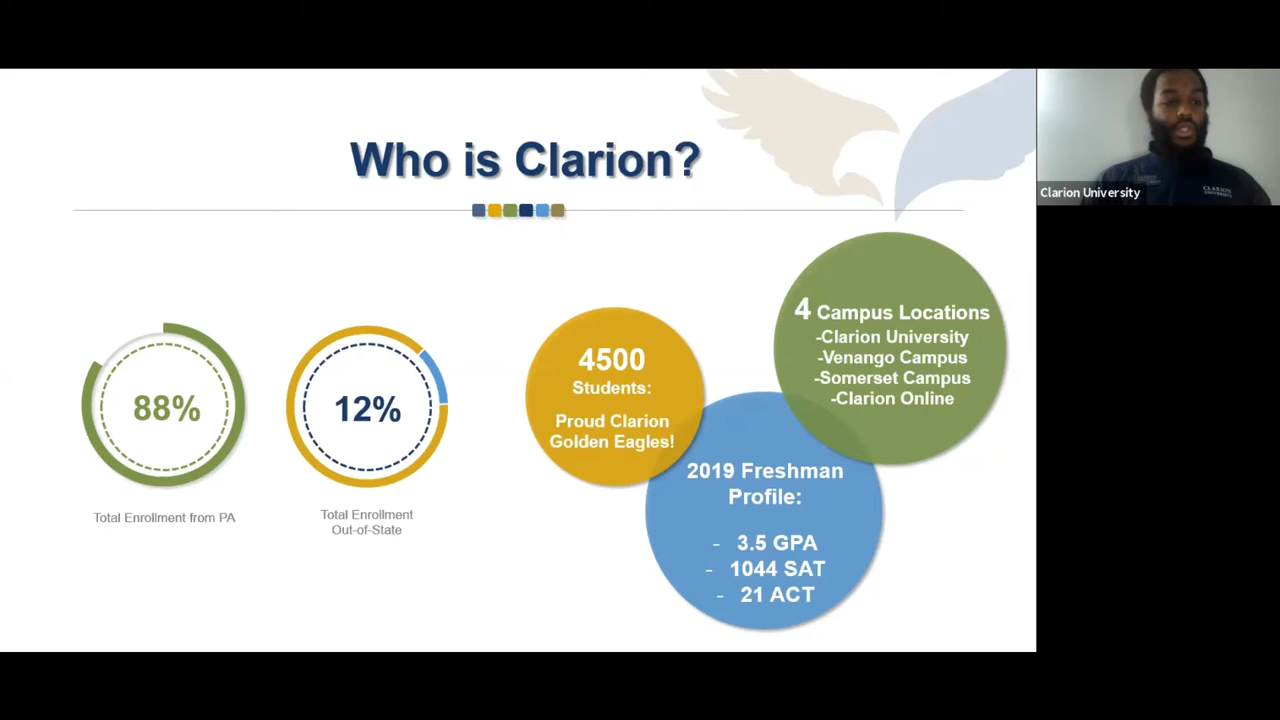 Who is Clarion?
88%
Total Enrollment from PA
12%
Total Enrollment
Out-of-State
4500
Students:
Proud Clarion
Golden Eagles!
2019 Freshman
Profile:
- 3.5 GPA
- 1044 SAT
- 21 ACT
4 Campus Locations
-Clarion University
-Venango Campus
-Somerset Campus
-Clarion Online
CLARION
UNIVERSITY
Clarion University